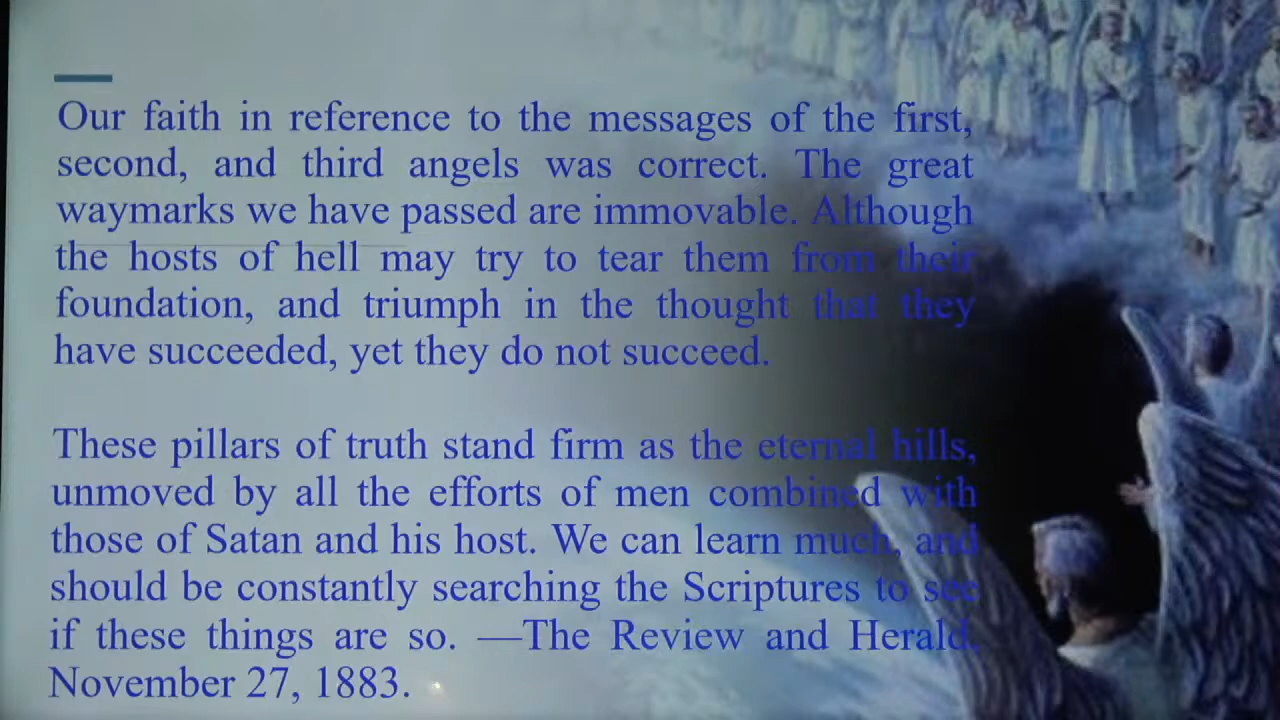 Our faith in reference to the messages of the first,
second, and third angels was correct. The great
waymarks we have passed are immovable. Although
the hosts of hell may try to tear them from their
foundation, and triumph in the thought that they
have succeeded, yet they do not succeed.
These pillars of truth stand firm as the eternal hills,
unmoved by all the efforts of men combined with
those of Satan and his host. We can learn much, and
should be constantly searching the Scriptures to see
if these things are so. —The Review and Herald,
November 27, 1883.